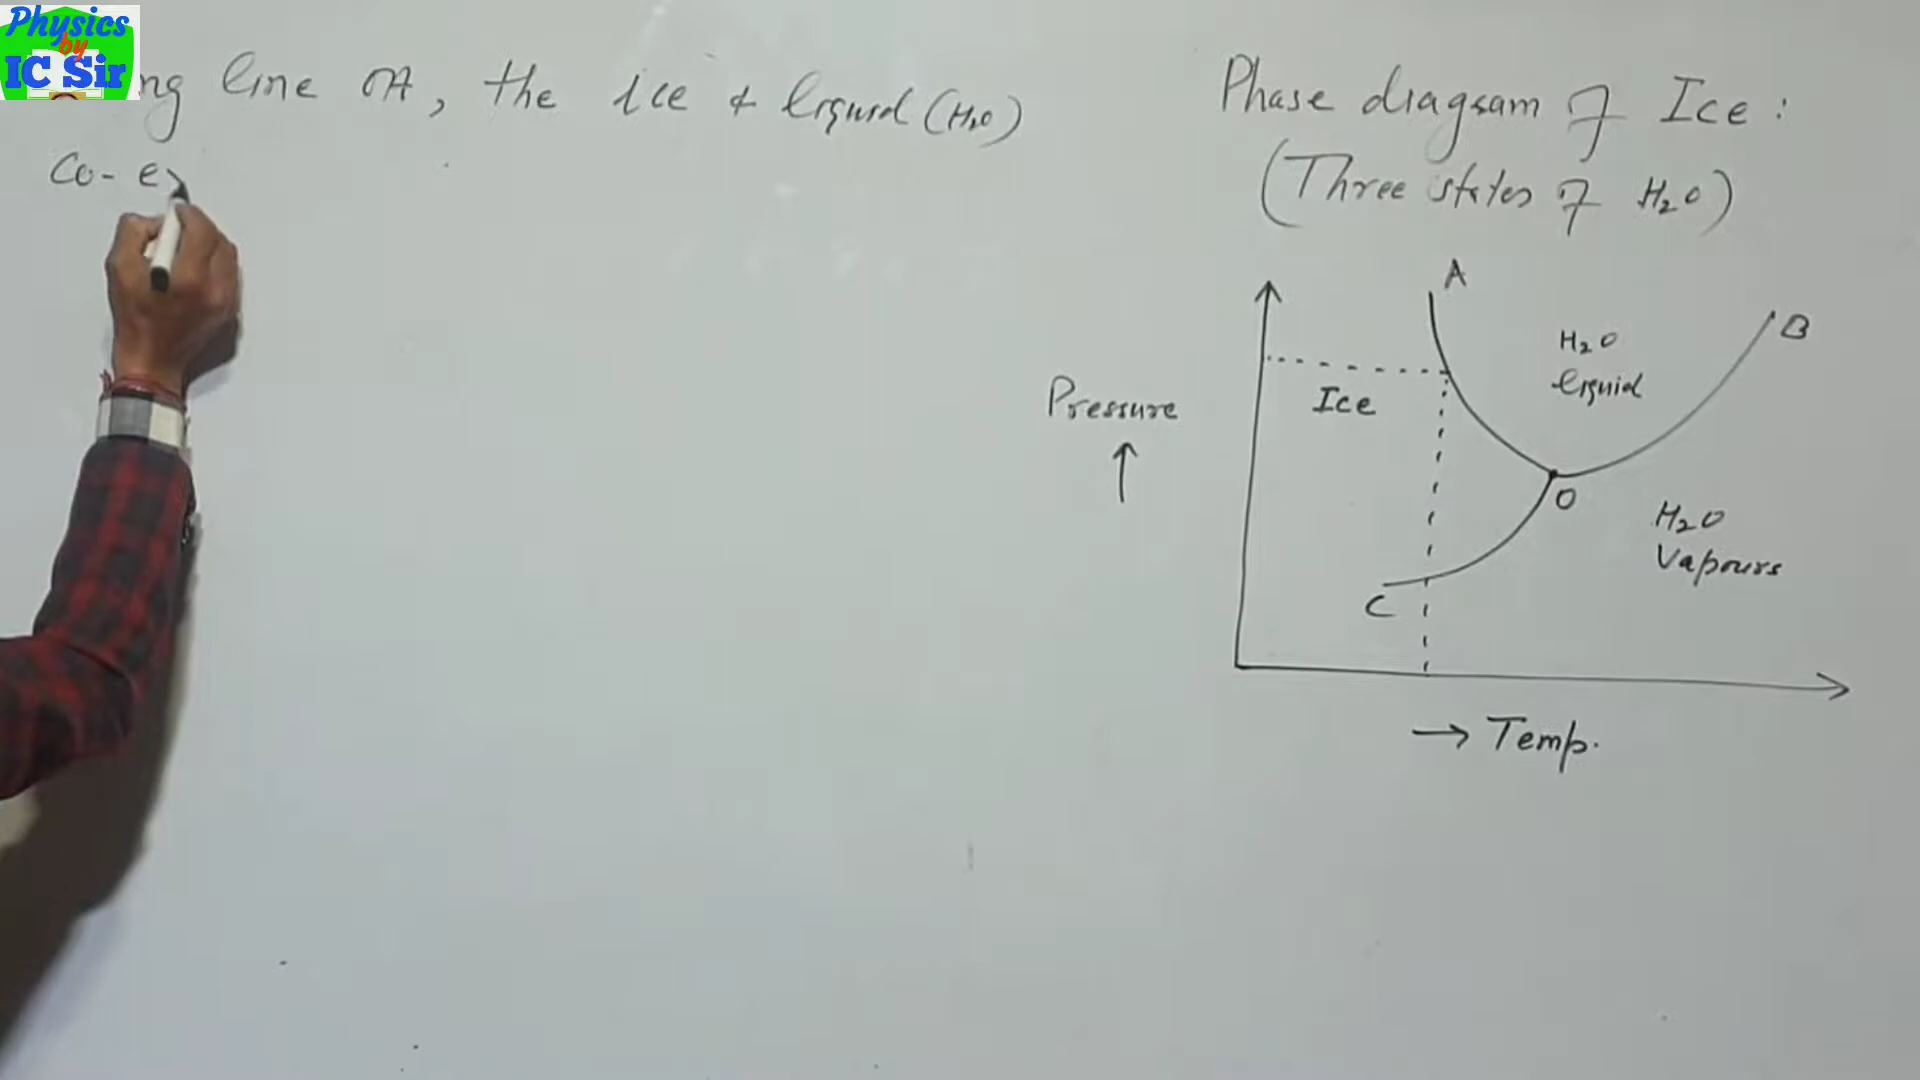 Physics
by
IC Sir
ng line OA, the ice & liquid (H₂O)
Co-ex
Phase diagram of Ice :
(Three states of H₂O)
A
B
H₂O
liquid
Pressure
↑
Ice
O
H₂O
Vapours
C
→ Temp.